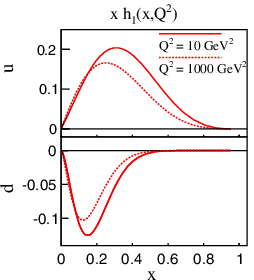 x h₁(x,Q²)
0.2
0.1
0
u
Q² = 10 GeV²
Q² = 1000 GeV²
0
-0.05
-0.1
d
0 0.2 0.4 0.6 0.8 1
x